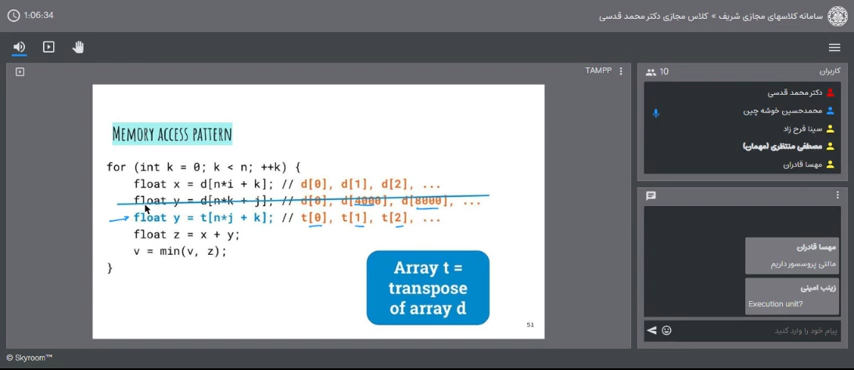 1:06:34
سامانه کلاسهای مجازی شریف » کلاس مجازی دکتر محمد قدسی
TAMPP
MEMORY ACCESS PATTERN
for (int k = 0; k < n; ++k) {
float x = d[n*i + k]; // d[0], d[1], d[2], ...
float y = d[n*k + j]; // d[0], d[4000], d[8000], ...
float y = t[n*j + k]; // t[0], t[1], t[2], ...
float z = x + y;
v = min(v, z);
}
Array t =
transpose
of array d
51
10
کاربران
دکتر محمد قدسی
محمدحسین خوشه چین
سینا فرح زاد
مصطفی منتظری (مهمان)
مهسا قادران
مهسا قادران
مالتی پروسسور داریم
زینب امینی
Execution unit?
پیام خود را وارد کنید
© Skyroom™